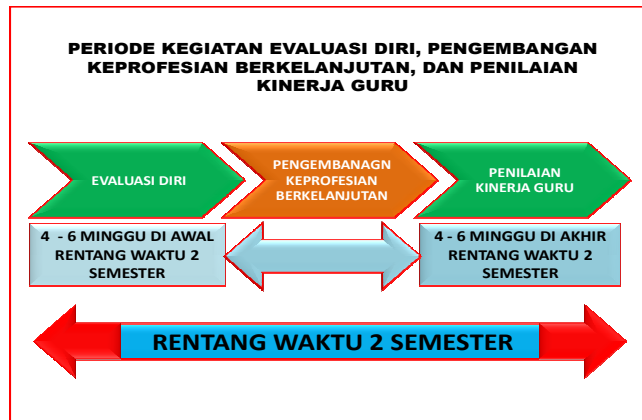 PERIODE KEGIATAN EVALUASI DIRI, PENGEMBANGAN
KEPROFESIAN BERKELANJUTAN, DAN PENILAIAN
KINERJA GURU
EVALUASI DIRI
PENGEMBANAGN
KEPROFESIAN
BERKELANJUTAN
PENILAIAN
KINERJA GURU
4 - 6 MINGGU DI AWAL
RENTANG WAKTU 2
SEMESTER
4 - 6 MINGGU DI AKHIR
RENTANG WAKTU 2
SEMESTER
RENTANG WAKTU 2 SEMESTER